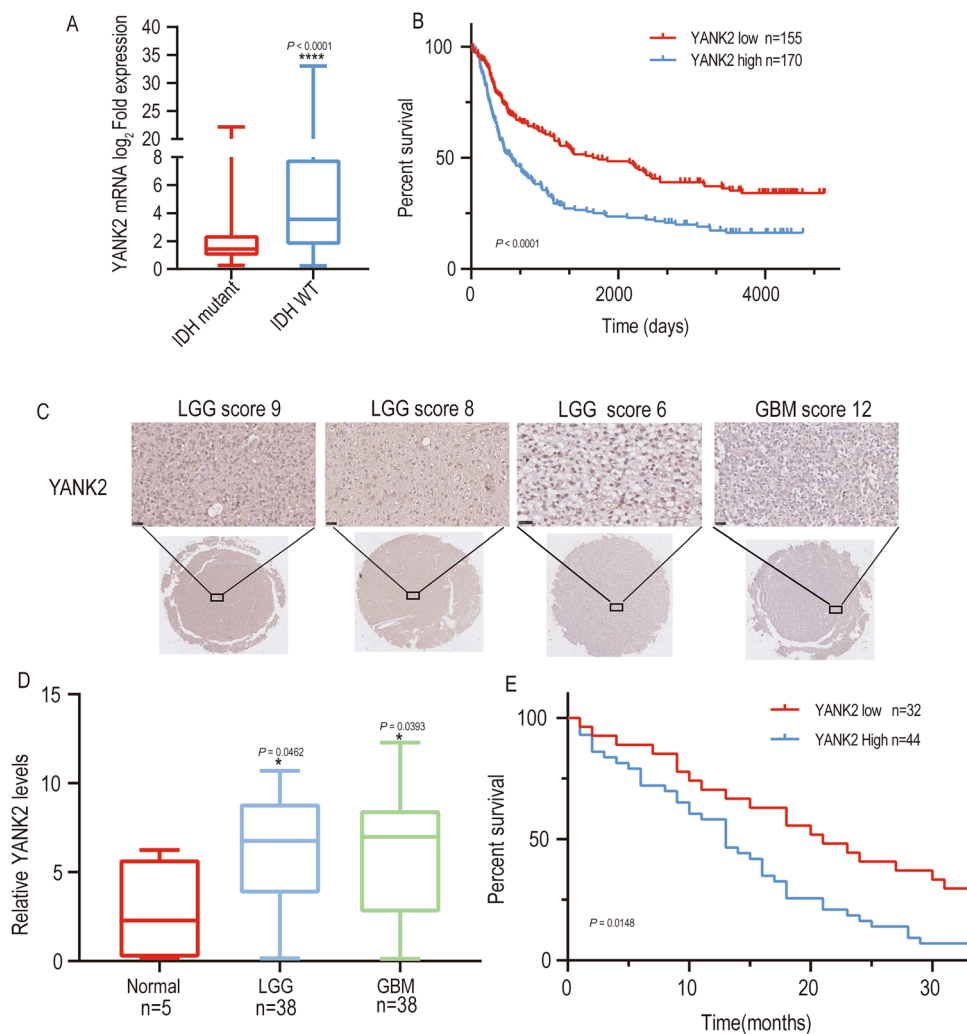 A
YANK2 mRNA log2 Fold expression
40
35
30
25
20
8
6
4
2
0
P < 0.0001
****
IDH mutant
IDH WT
B
Percent survival
100
50
0
YANK2 low n=155
YANK2 high n=170
P < 0.0001
0
2000
4000
Time (days)
C
LGG score 9
LGG score 8
LGG score 6
GBM score 12
YANK2
D
Relative YANK2 levels
15
10
5
0
P = 0.0462
*
P = 0.0393
*
Normal
n=5
LGG
n=38
GBM
n=38
E
Percent survival
100
50
0
YANK2 low n=32
YANK2 High n=44
P = 0.0148
0
10
20
30
Time(months)